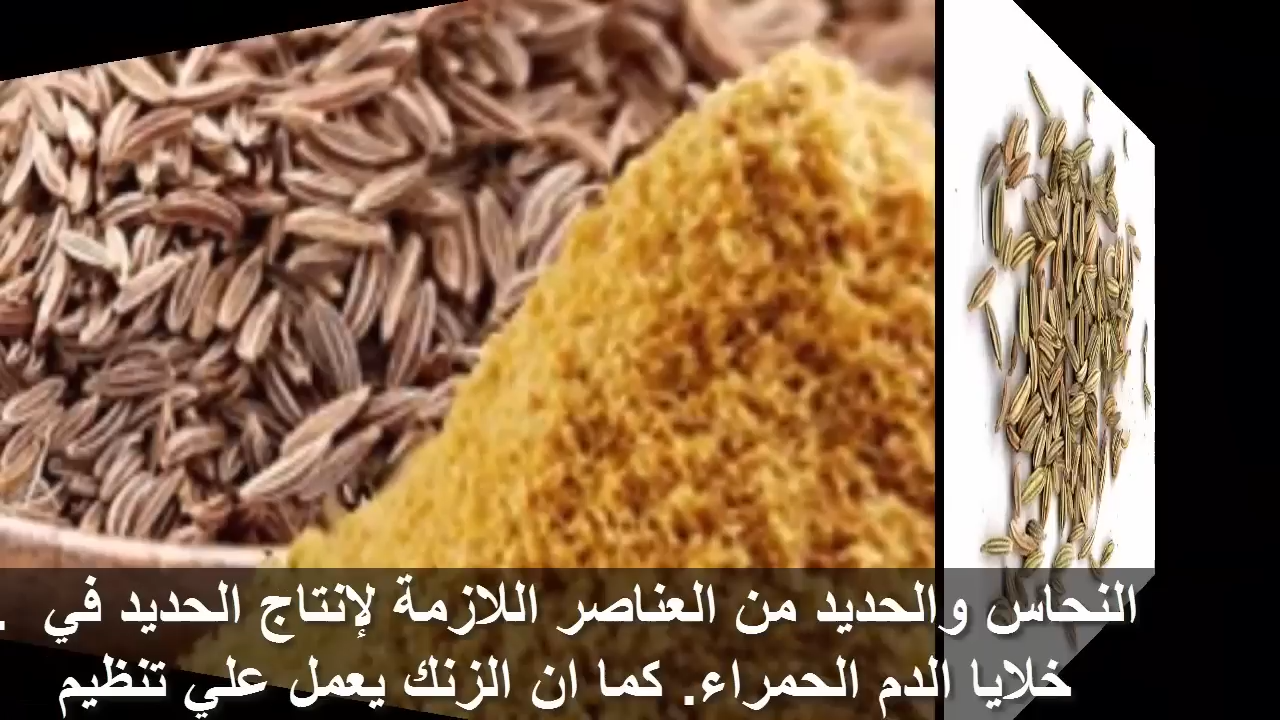 النحاس والحديد من العناصر اللازمة لإنتاج الحديد في .
خلايا الدم الحمراء. كما ان الزنك يعمل علي تنظيم